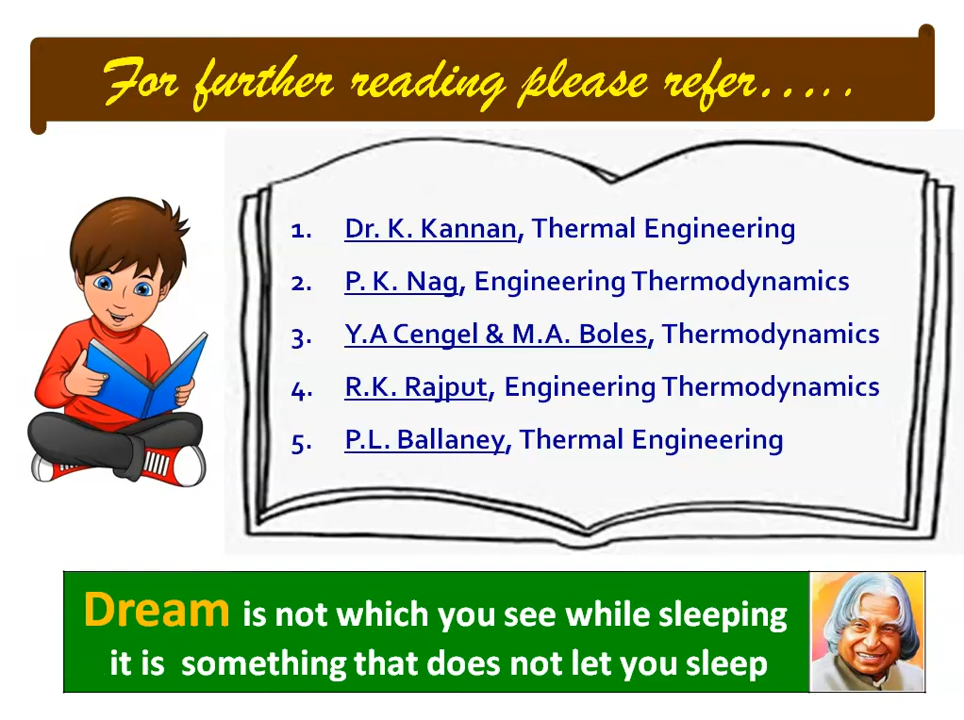 For further reading please refer.....
1. Dr. K. Kannan, Thermal Engineering
2. P. K. Nag, Engineering Thermodynamics
3. Y.A Cengel & M.A. Boles, Thermodynamics
4. R.K. Rajput, Engineering Thermodynamics
5. P.L. Ballaney, Thermal Engineering
Dream is not which you see while sleeping
it is something that does not let you sleep